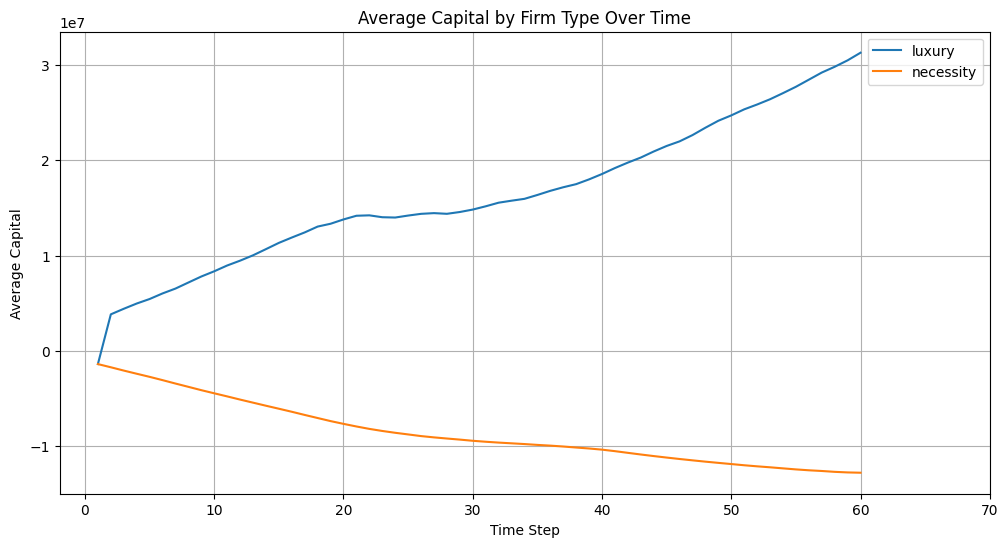 Average Capital by Firm Type Over Time
1e7
luxury
necessity
3
2
1
0
−1
Average Capital
0 10 20 30 40 50 60 70
Time Step